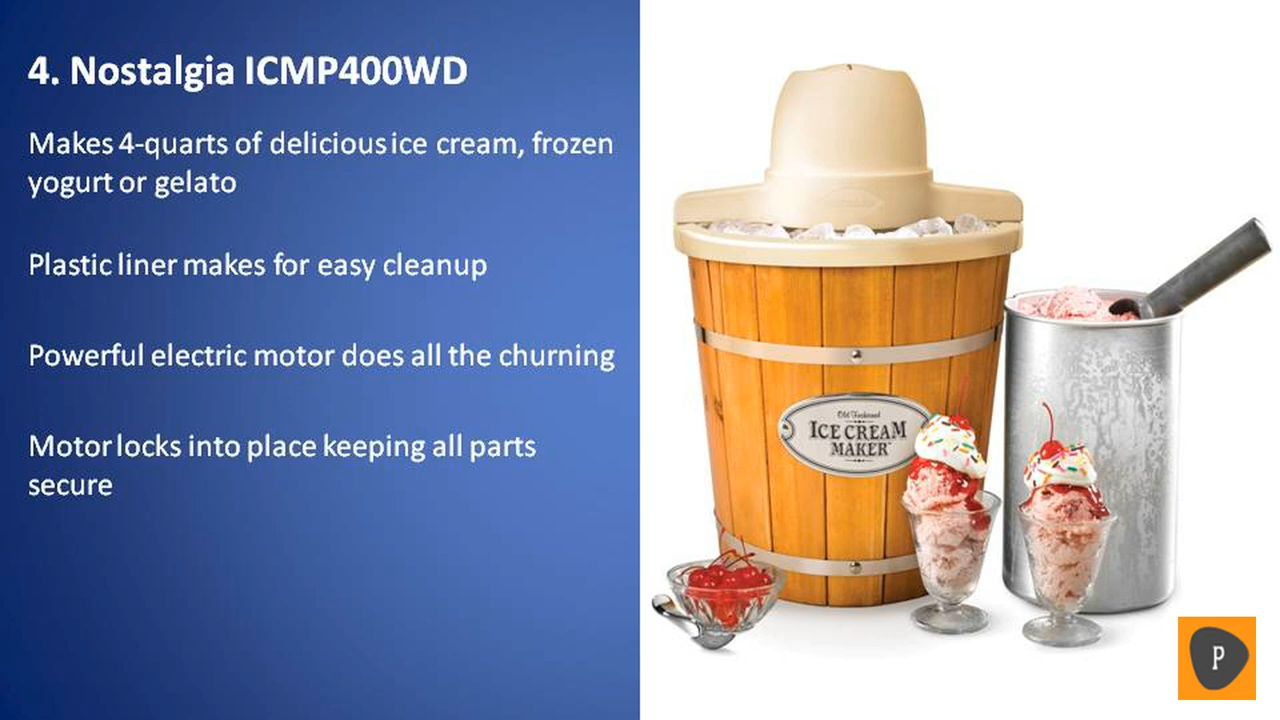 4. Nostalgia ICMP400WD
Makes 4-quarts of delicious ice cream, frozen
yogurt or gelato
Plastic liner makes for easy cleanup
Powerful electric motor does all the churning
Motor locks into place keeping all parts
secure
Old Fashioned
ICE CREAM
MAKER
P